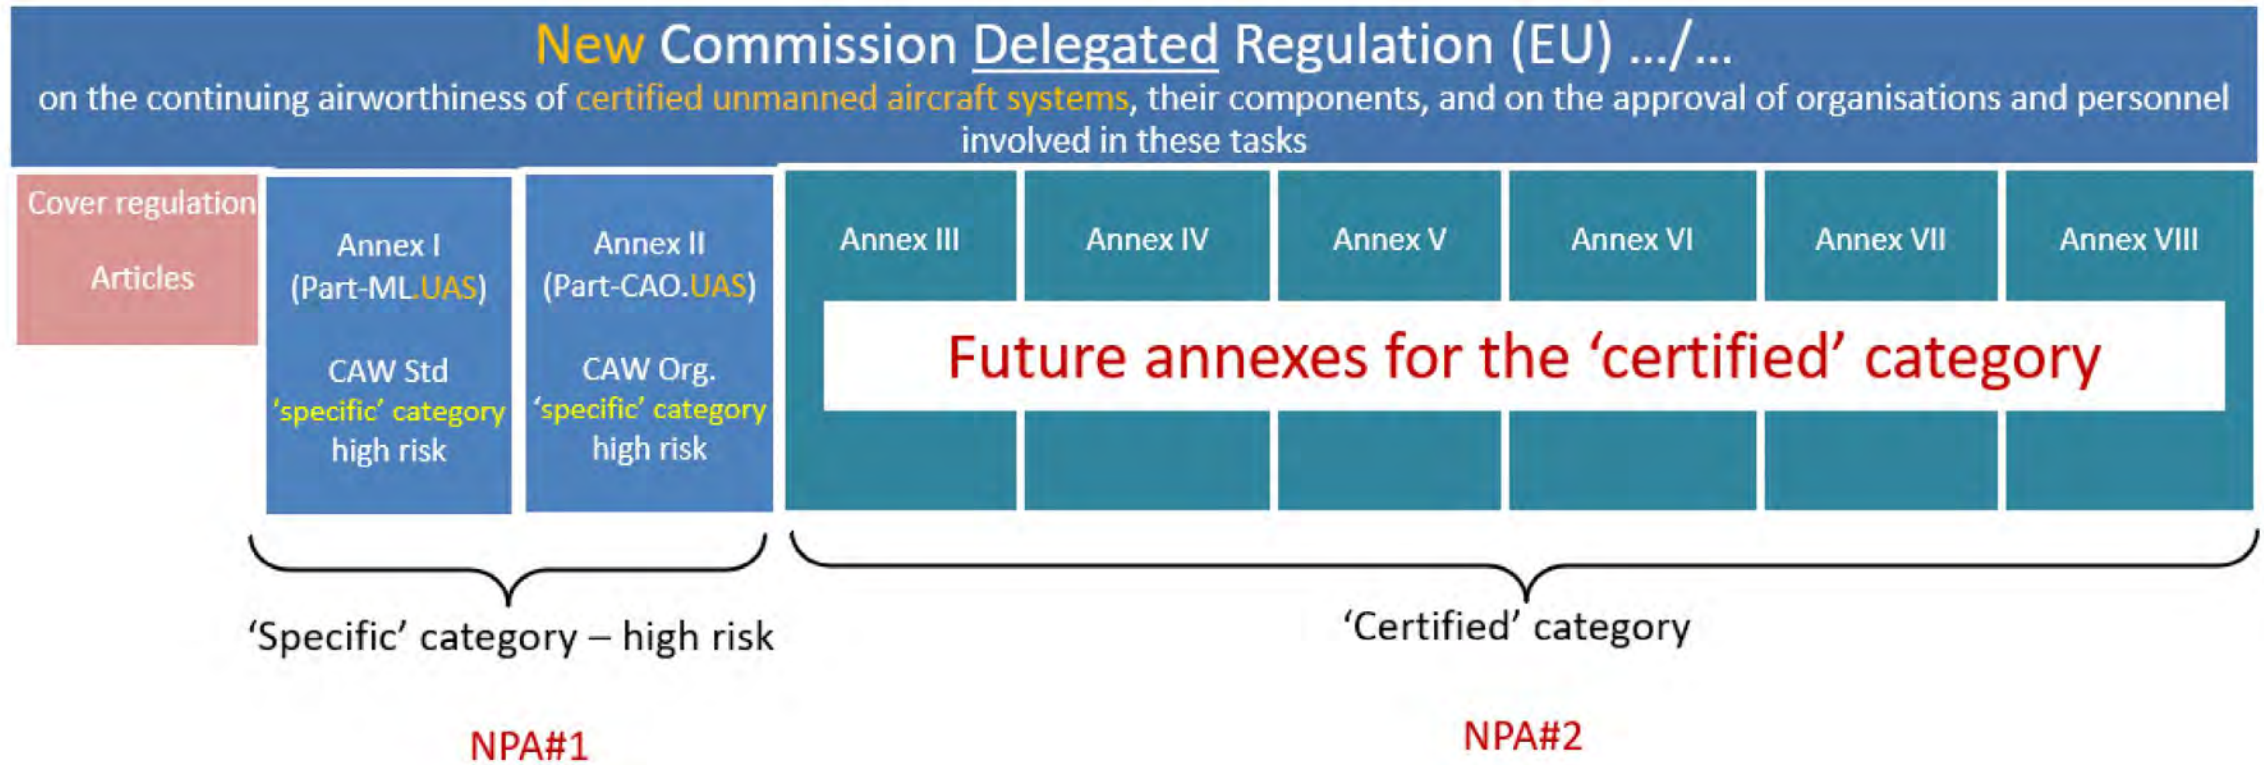 New Commission Delegated Regulation (EU) .../...
on the continuing airworthiness of certified unmanned aircraft systems, their components, and on the approval of organisations and personnel
involved in these tasks
Cover regulation
Articles
Annex I
(Part-ML.UAS)
CAW Std
'specific' category
high risk
Annex II
(Part-CAO.UAS)
CAW Org.
‘specific’ category
high risk
Annex III
Annex IV
Annex V
Annex VI
Annex VII
Annex VIII
Future annexes for the ‘certified’ category
‘Specific’ category – high risk
‘Certified’ category
NPA#1
NPA#2